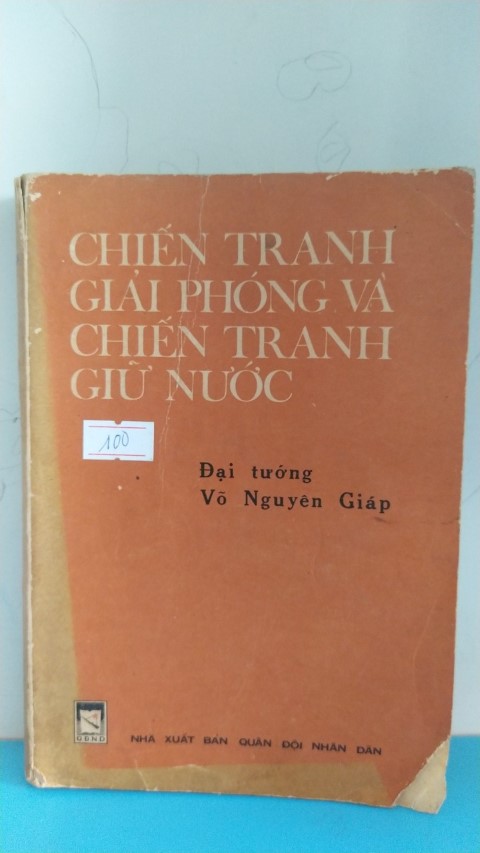 CHIẾN TRANH
GIẢI PHÓNG VÀ
CHIẾN TRANH
GIỮ NƯỚC
100
Đại tướng
Võ Nguyên Giáp
QĐND
NHÀ XUẤT BẢN QUÂN ĐỘI NHÂN DÂN